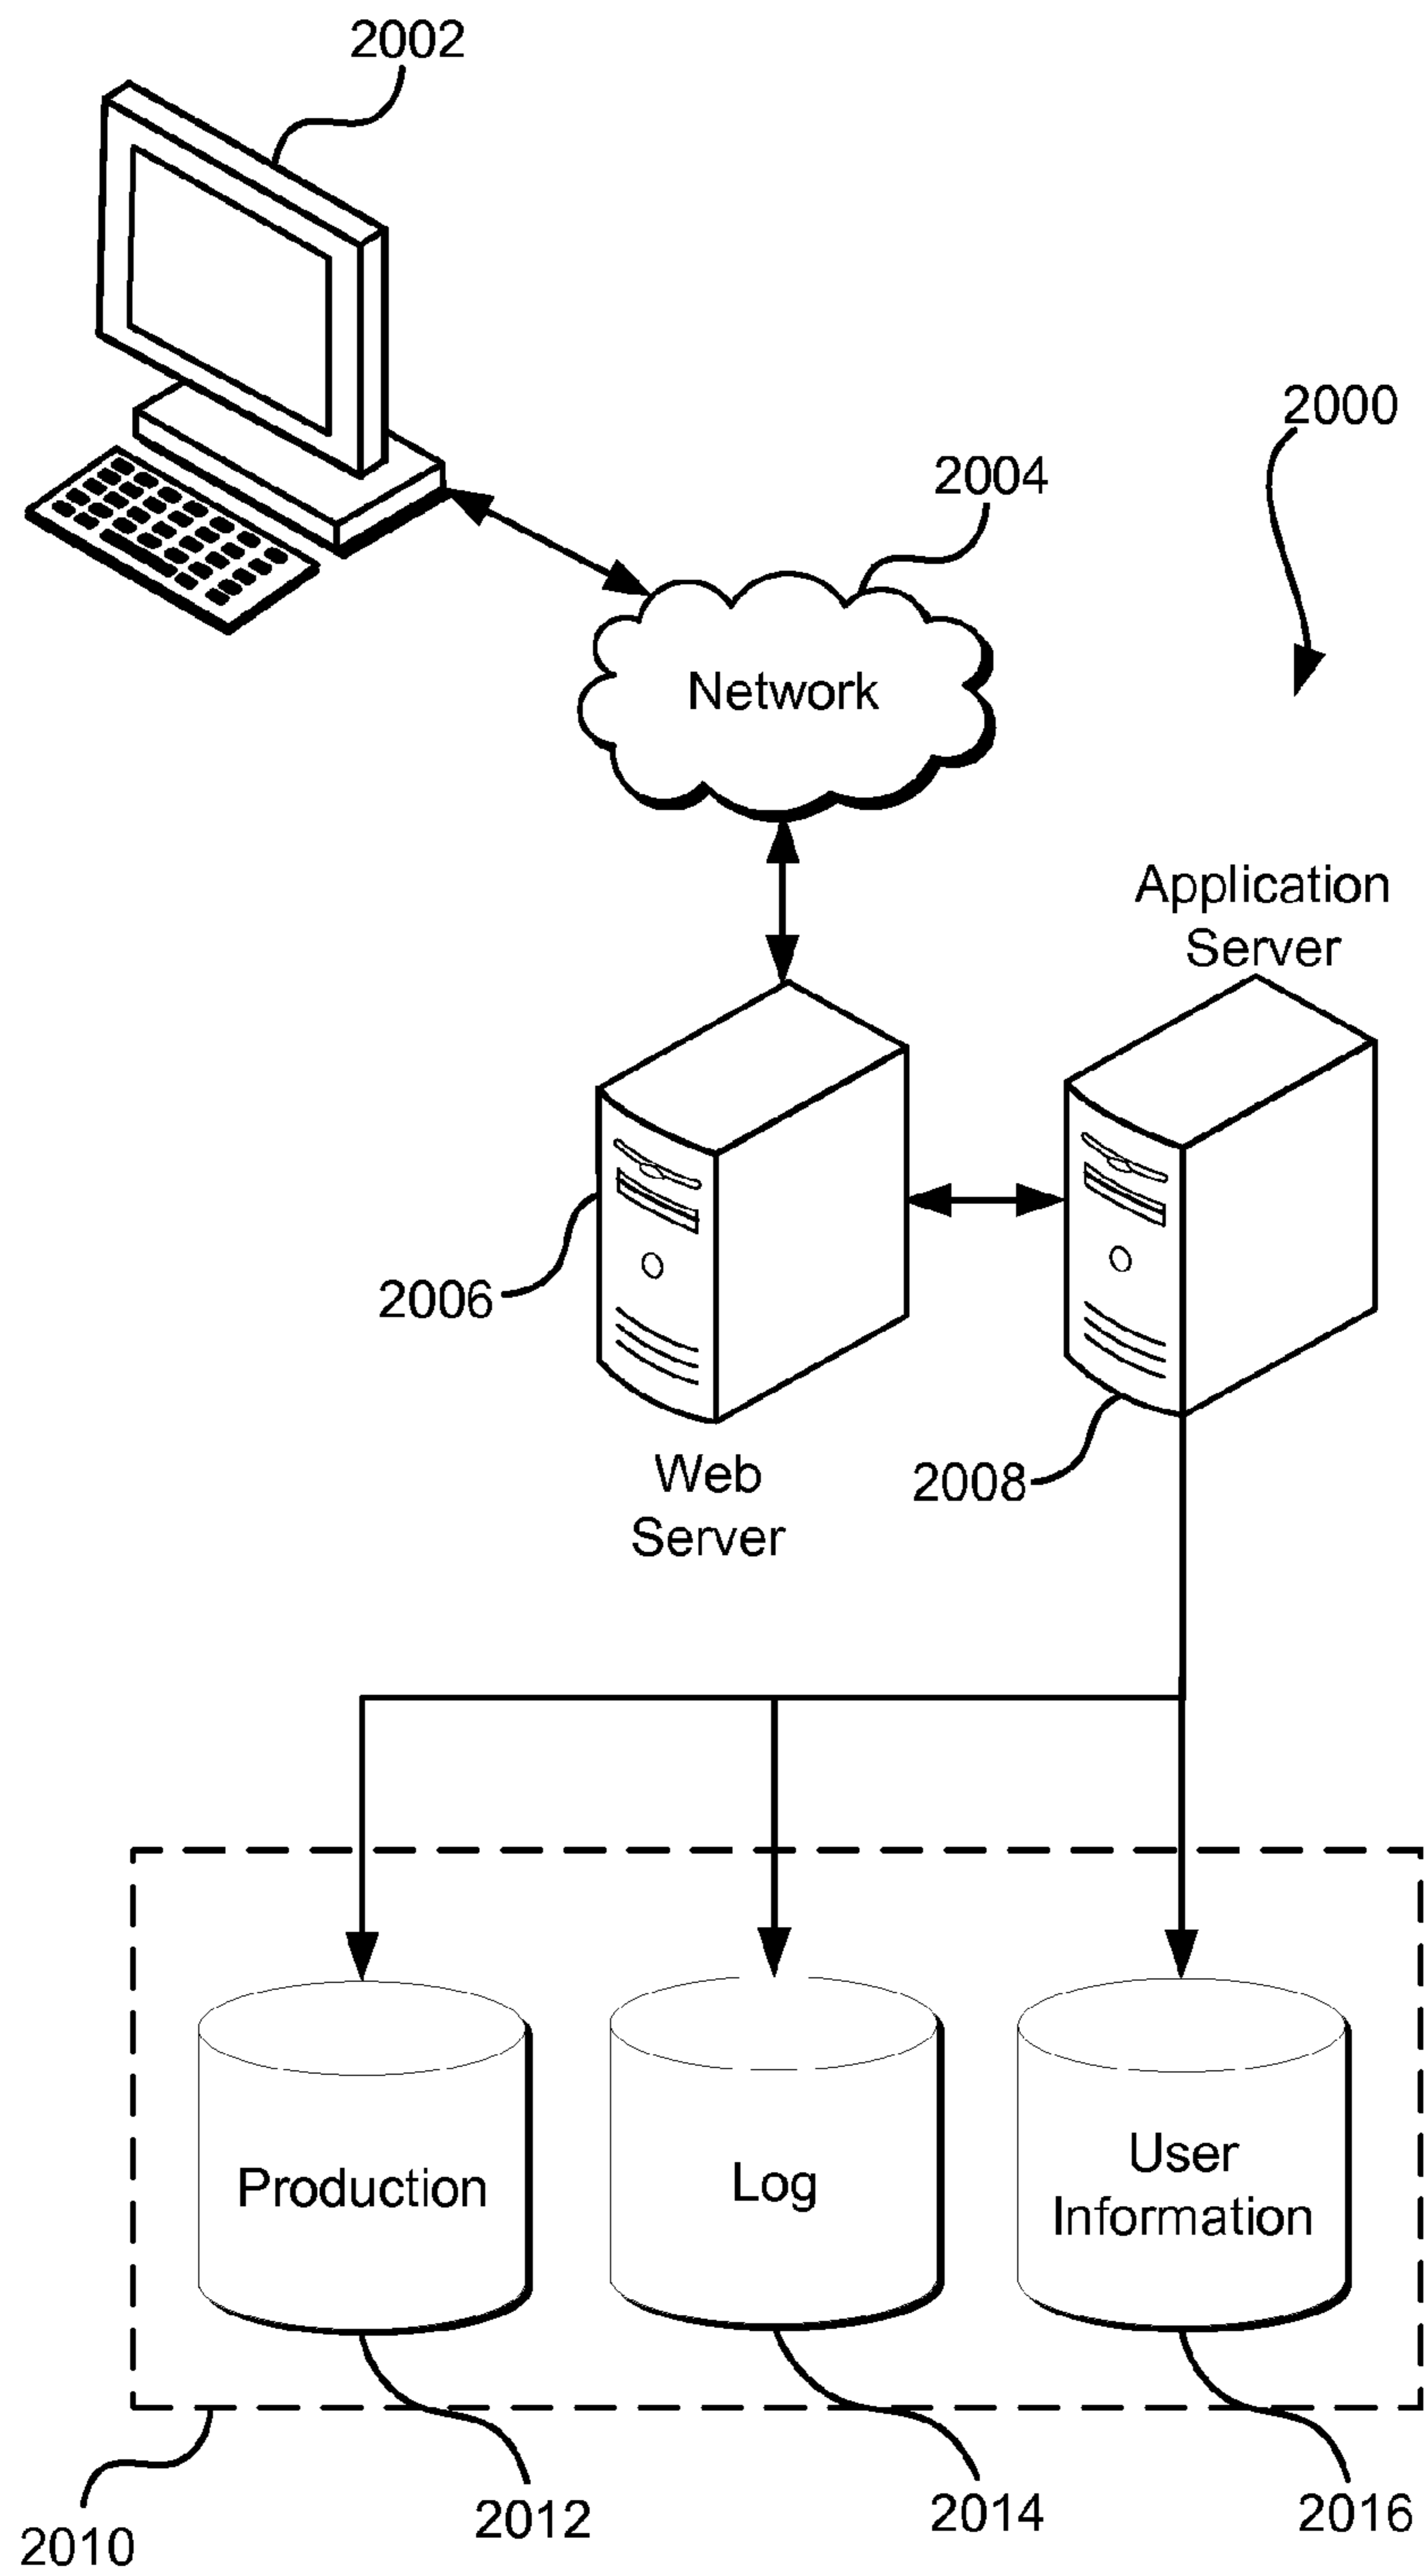 2002
2000
2004
Network
Application
Server
2006
Web
Server
2008
Production
Log
User
Information
2010
2012
2014
2016